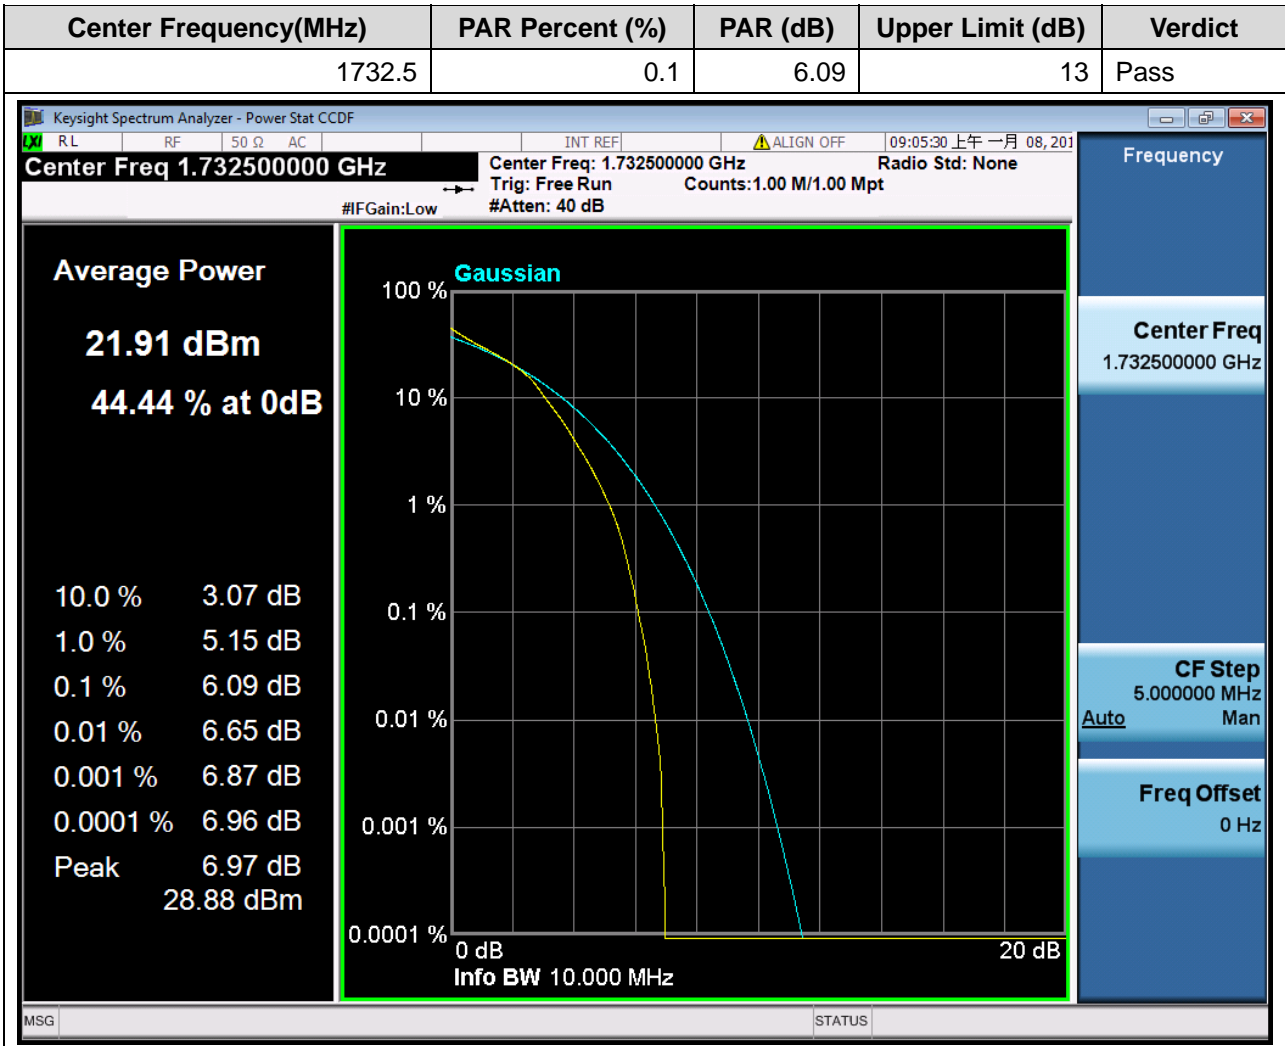 Center Frequency(MHz) PAR Percent (%) PAR (dB) Upper Limit (dB) Verdict
1732.5 0.1 6.09 13 Pass
Keysight Spectrum Analyzer - Power Stat CCDF
LXI RL RF 50 Ω AC INT REF ALIGN OFF 09:05:30 上午 一月 08, 201
Center Freq 1.732500000 GHz
Center Freq: 1.732500000 GHz Radio Std: None
Trig: Free Run Counts:1.00 M/1.00 Mpt
#IFGain:Low #Atten: 40 dB
Average Power
21.91 dBm
44.44 % at 0dB
10.0 % 3.07 dB
1.0 % 5.15 dB
0.1 % 6.09 dB
0.01 % 6.65 dB
0.001 % 6.87 dB
0.0001 % 6.96 dB
Peak 6.97 dB
28.88 dBm
Gaussian
100 %
10 %
1 %
0.1 %
0.01 %
0.001 %
0.0001 %
0 dB 20 dB
Info BW 10.000 MHz
Frequency
Center Freq
1.732500000 GHz
CF Step
5.000000 MHz
Auto Man
Freq Offset
0 Hz
MSG STATUS